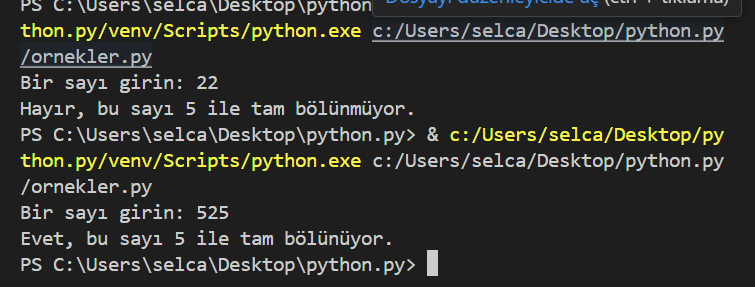 PS C:\Users\selca\Desktop\python
Dosyayı düzenleyicide aç (ctrl + tıklama)
thon.py/venv/Scripts/python.exe c:/Users/selca/Desktop/python.py
/ornekler.py
Bir sayı girin: 22
Hayır, bu sayı 5 ile tam bölünmüyor.
PS C:\Users\selca\Desktop\python.py> & c:/Users/selca/Desktop/py
thon.py/venv/Scripts/python.exe c:/Users/selca/Desktop/python.py
/ornekler.py
Bir sayı girin: 525
Evet, bu sayı 5 ile tam bölünüyor.
PS C:\Users\selca\Desktop\python.py>